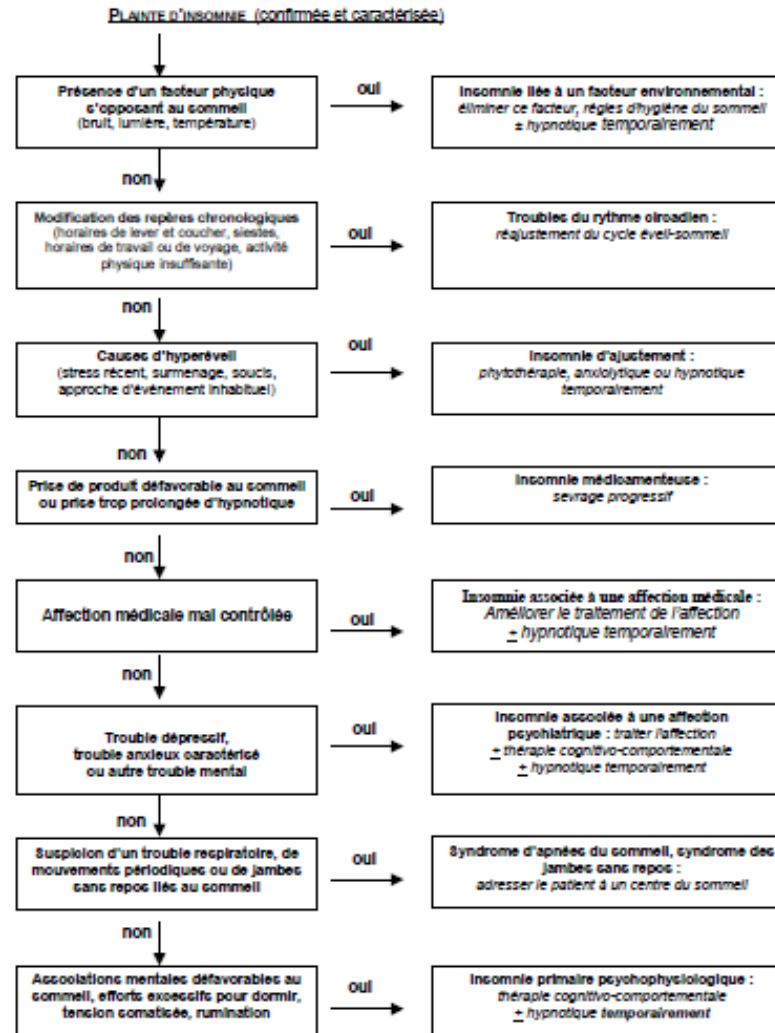 PLAINTE D'INSOMNIE (confirmée et caractérisée)
Présence d'un facteur physique
s'opposant au sommeil
(bruit, lumière, température)
oui
Insomnie liée à un facteur environnemental :
éliminer ce facteur, règles d'hygiène du sommeil
± hypnotique temporairement
non
Modification des repères chronologiques
(horaires de lever et coucher, siestes,
horaires de travail ou de voyage, activité
physique insuffisante)
oui
Troubles du rythme circadien :
réajustement du cycle éveil-sommeil
non
Causes d'hyperéveil
(stress récent, surmenage, soucis,
approche d'événement inhabituel)
oui
Insomnie d'ajustement :
phytothérapie, anxiolytique ou hypnotique
temporairement
non
Prise de produit défavorable au sommeil
ou prise trop prolongée d'hypnotique
oui
Insomnie médicamenteuse :
sevrage progressif
non
Affection médicale mal contrôlée
oui
Insomnie associée à une affection médicale :
Améliorer le traitement de l'affection
+ hypnotique temporairement
non
Trouble dépressif,
trouble anxieux caractérisé
ou autre trouble mental
oui
Insomnie associée à une affection
psychiatrique : traiter l'affection
+ thérapie cognitivo-comportementale
+ hypnotique temporairement
non
Suspicion d'un trouble respiratoire, de
mouvements périodiques ou de jambes
sans repos liés au sommeil
oui
Syndrome d'apnées du sommeil, syndrome des
jambes sans repos :
adresser le patient à un centre du sommeil
non
Associations mentales défavorables au
sommeil, efforts excessifs pour dormir,
tension somatisée, rumination
oui
Insomnie primaire psychophysiologique :
thérapie cognitivo-comportementale
+ hypnotique temporairement